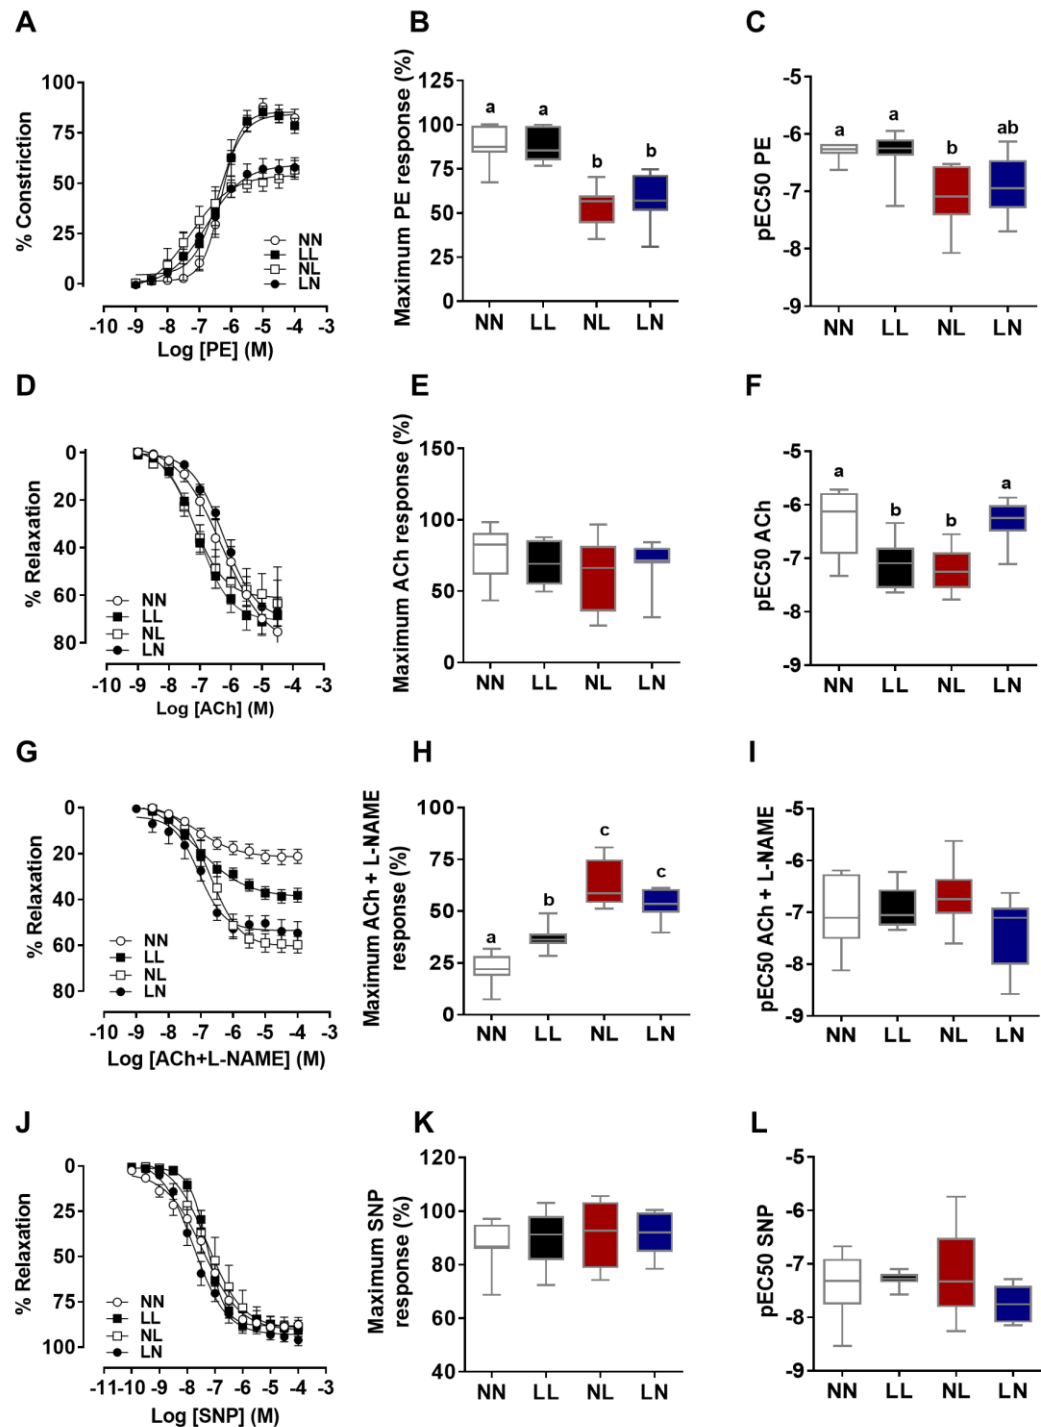 A
% Constriction
100
75
50
25
0
NN
LL
NL
LN
-10 -9 -8 -7 -6 -5 -4 -3
Log [PE] (M)
B
Maximum PE response (%)
125
100
75
50
25
0
a a b b
NN LL NL LN
C
pEC50 PE
-5
-6
-7
-8
-9
a a b ab
NN LL NL LN
D
% Relaxation
0
20
40
60
80
NN
LL
NL
LN
-10 -9 -8 -7 -6 -5 -4 -3
Log [ACh] (M)
E
Maximum ACh response (%)
150
100
50
0
NN LL NL LN
F
pEC50 ACh
-5
-6
-7
-8
-9
a b b a
NN LL NL LN
G
% Relaxation
0
20
40
60
80
NN
LL
NL
LN
-10 -9 -8 -7 -6 -5 -4 -3
Log [ACh+L-NAME] (M)
H
Maximum ACh + L-NAME
response (%)
100
75
50
25
0
a b c c
NN LL NL LN
I
pEC50 ACh + L-NAME
-5
-6
-7
-8
-9
NN LL NL LN
J
% Relaxation
0
25
50
75
100
NN
LL
NL
LN
-11-10 -9 -8 -7 -6 -5 -4 -3
Log [SNP] (M)
K
Maximum SNP
response (%)
120
100
80
60
40
NN LL NL LN
L
pEC50 SNP
-5
-6
-7
-8
-9
NN LL NL LN